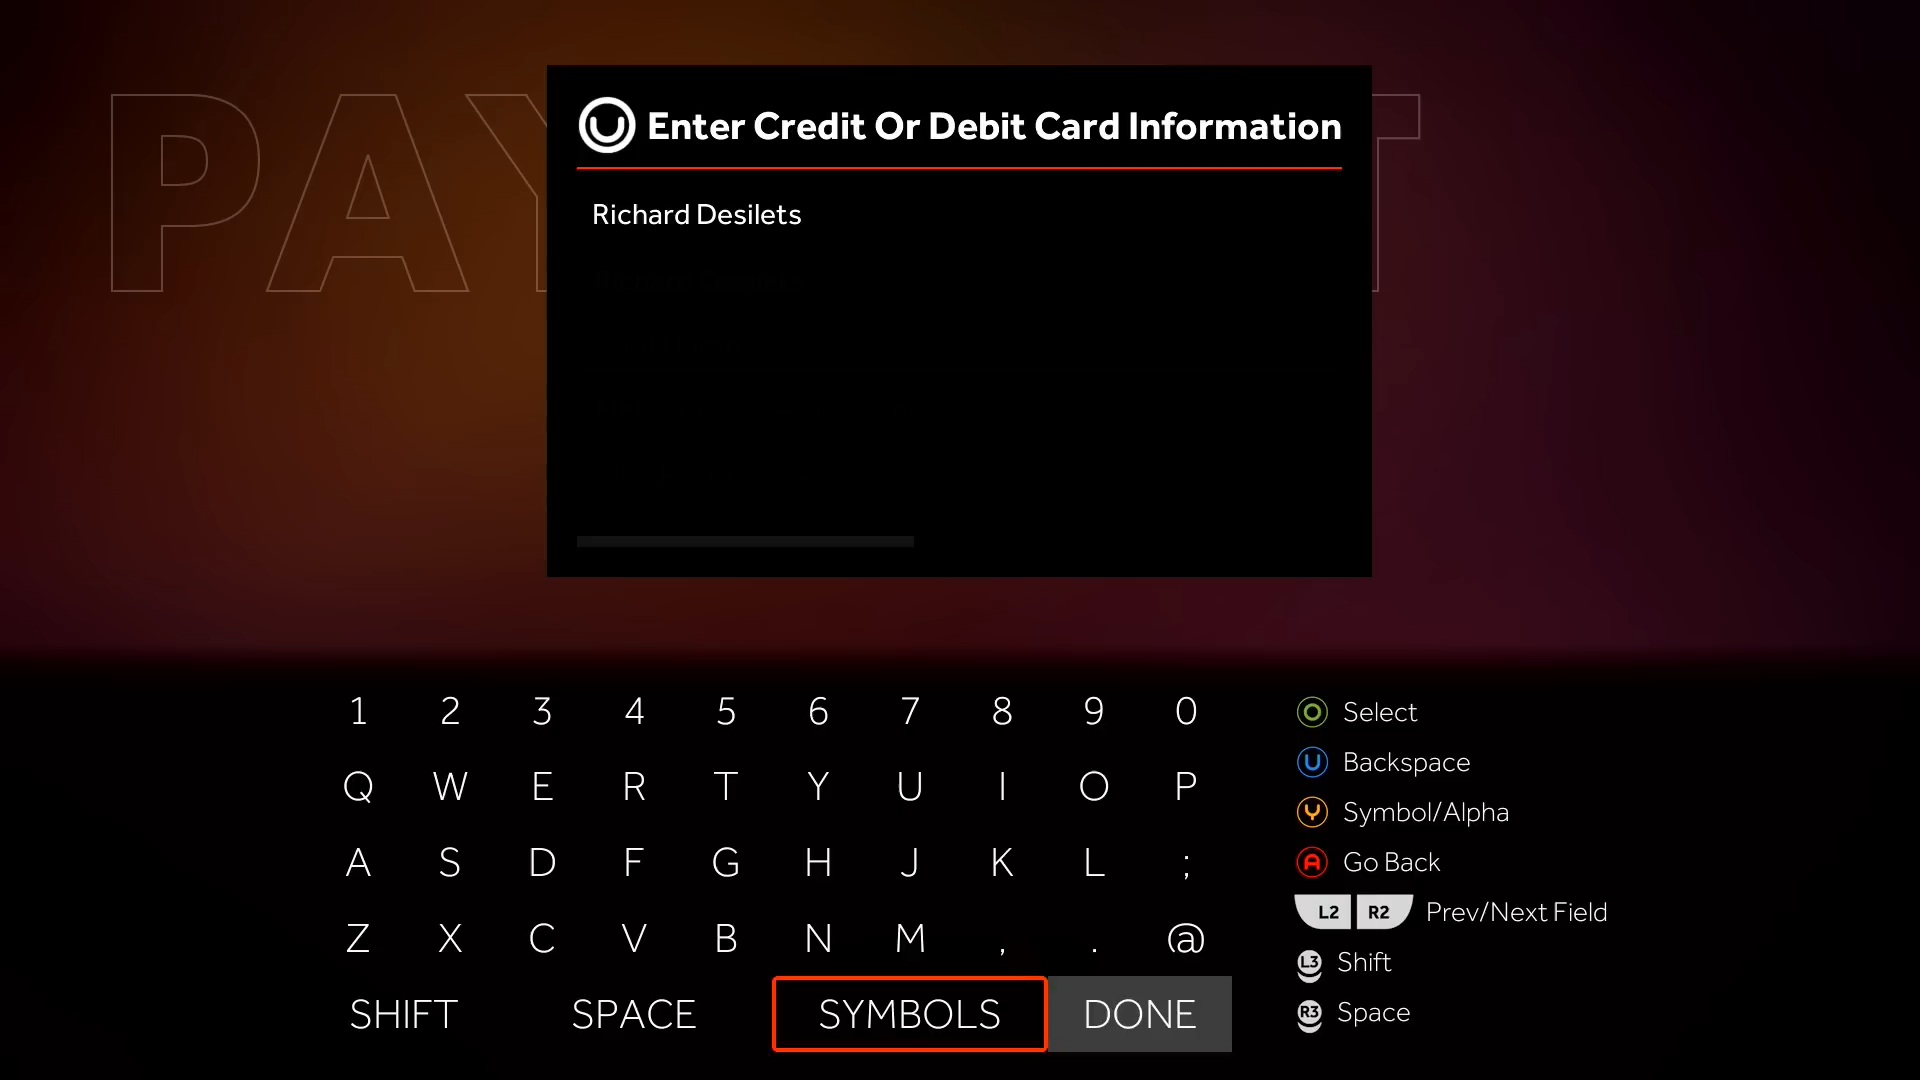 PAY T
Enter Credit Or Debit Card Information
Richard Desilets
Richard Desilets
1 2 3 4 5 6 7 8 9 0
Q W E R T Y U I O P
A S D F G H J K L ;
Z X C V B N M , . @
SHIFT SPACE SYMBOLS DONE
Select
Backspace
Symbol/Alpha
Go Back
L2 R2 Prev/Next Field
L3 Shift
R3 Space